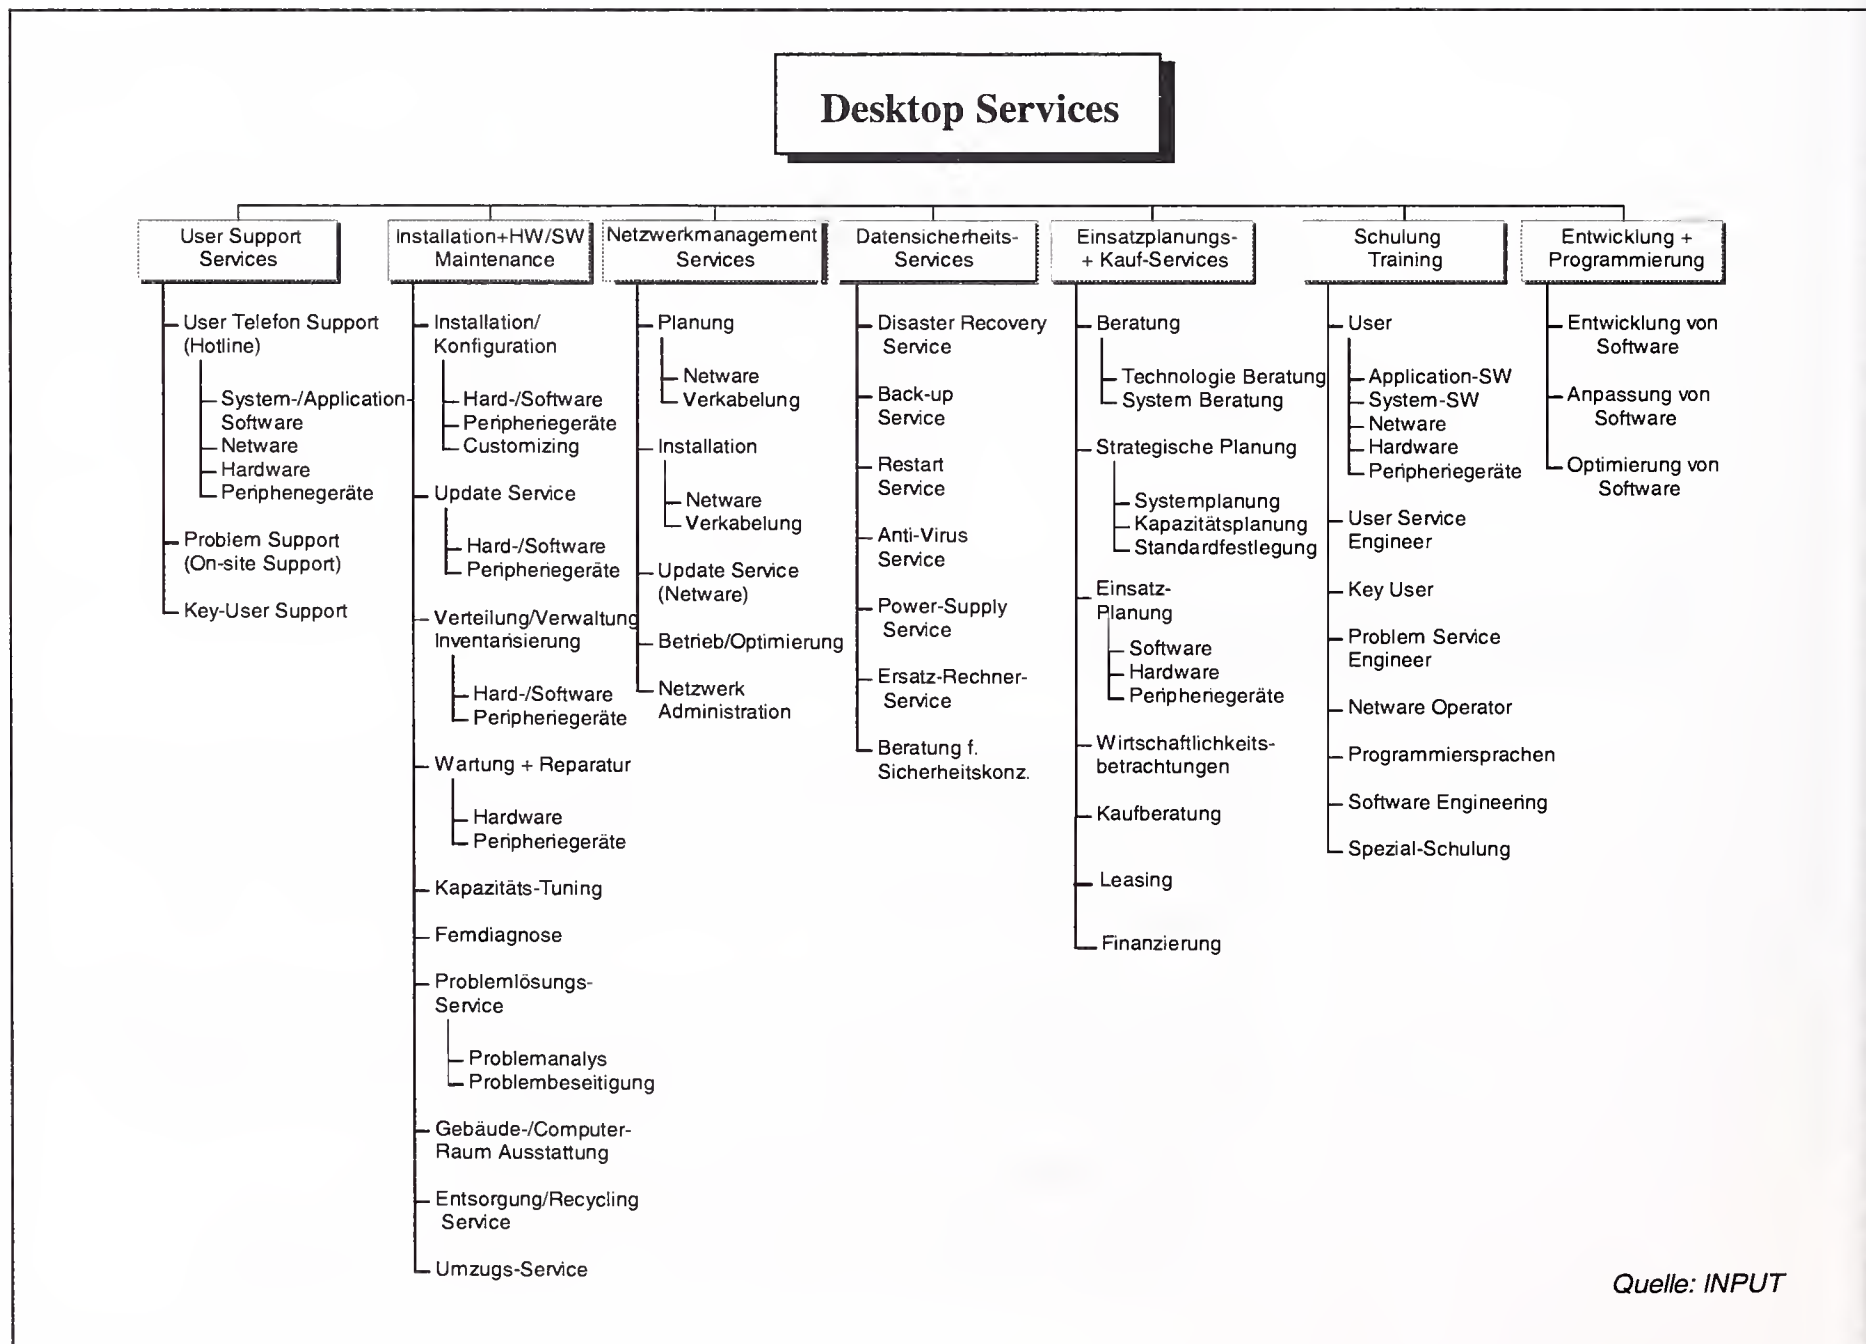 Desktop Services
User Support
Services
User Telefon Support
(Hotline)
System-/Application-
Software
Netware
Hardware
Peripheriegeräte
Problem Support
(On-site Support)
Key-User Support
Installation+HW/SW
Maintenance
Installation/
Konfiguration
Hard-/Software
Peripheriegeräte
Customizing
Update Service
Hard-/Software
Peripheriegeräte
Verteilung/Verwaltung
Inventarisierung
Hard-/Software
Peripheriegeräte
Wartung + Reparatur
Hardware
Peripheriegeräte
Kapazitäts-Tuning
Ferndiagnose
Problemlösungs-
Service
Problemanalys
Problembeseitigung
Gebäude-/Computer-
Raum Ausstattung
Entsorgung/Recycling
Service
Umzugs-Service
Netzwerkmanagement
Services
Planung
Netware
Verkabelung
Installation
Netware
Verkabelung
Update Service
(Netware)
Betrieb/Optimierung
Netzwerk
Administration
Datensicherheits-
Services
Disaster Recovery
Service
Back-up
Service
Restart
Service
Anti-Virus
Service
Power-Supply
Service
Ersatz-Rechner-
Service
Beratung f.
Sicherheitskonz.
Einsatzplanungs-
+ Kauf-Services
Beratung
Technologie Beratung
System Beratung
Strategische Planung
Systemplanung
Kapazitätsplanung
Standardfestlegung
Einsatz-
Planung
Software
Hardware
Peripheriegeräte
Wirtschaftlichkeits-
betrachtungen
Kaufberatung
Leasing
Finanzierung
Schulung
Training
User
Application-SW
System-SW
Netware
Hardware
Peripheriegeräte
User Service
Engineer
Key User
Problem Service
Engineer
Netware Operator
Programmiersprachen
Software Engineering
Spezial-Schulung
Entwicklung +
Programmierung
Entwicklung von
Software
Anpassung von
Software
Optimierung von
Software
Quelle: INPUT